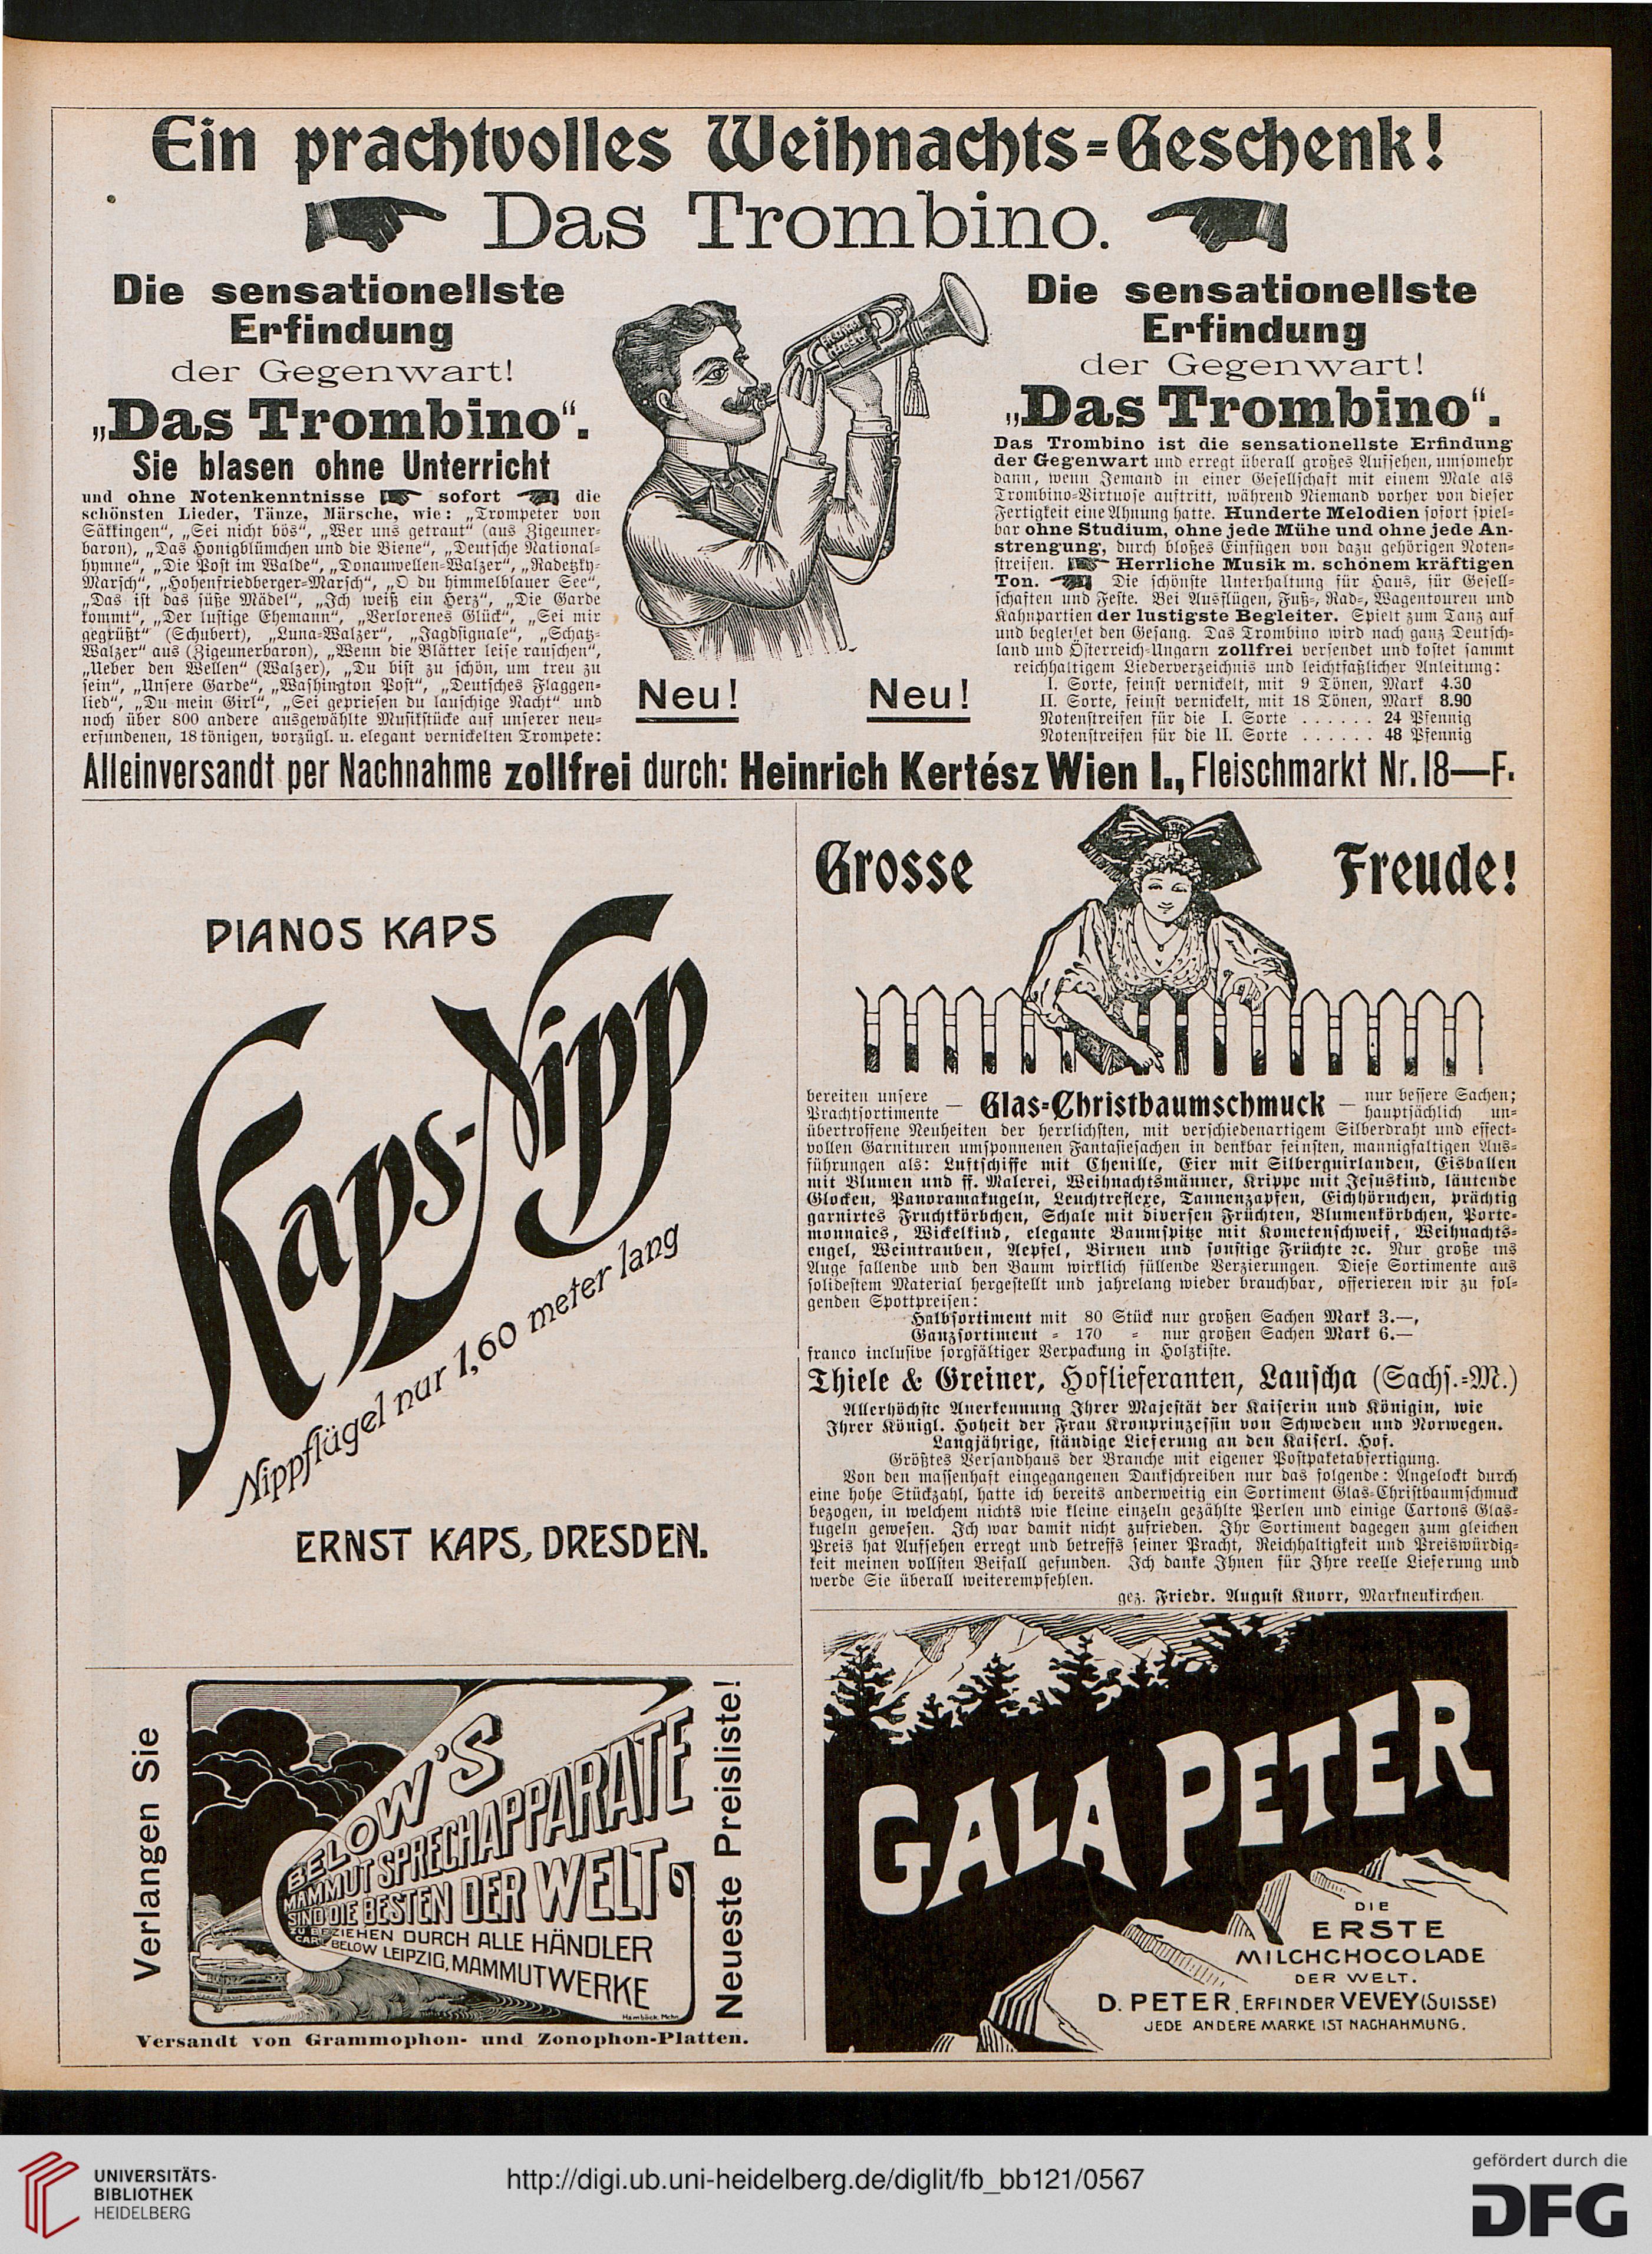 Ein prachtvolles Weihnachts-Geschenk!
Das Trombino.
Die sensationellste
Erfindung
der Gegenwart!
„Das Trombino“.
Sie blasen ohne Unterricht
und ohne Notenkenntnisse sofort die
schönsten Lieder, Tänze, Märsche, wie: „Trompeter von
Säkkingen“, „Sei nicht bös“, „Wer uns getraut“ (aus Zigeuner-
baron), „Das Honigblümchen und die Biene“, „Deutsche National-
hymne“, „Die Post im Walde“, „Donauwellen-Walzer“, „Radetzky-
Marsch“, „Hohenfriedberger-Marsch“, „O du himmelblauer See“,
„Das ist das süße Mädel“, „Ich weiß ein Herz“, „Die Garde
kommt“, „Der lustige Ehemann“, „Verlorenes Glück“, „Sei mir
gegrüßt“ (Schubert), „Luna-Walzer“, „Jagdsignale“, „Schatz-
Walzer“ aus (Zigeunerbaron), „Wenn die Blätter leise rauschen“,
„Ueber den Wellen“ (Walzer), „Du bist zu schön, um treu zu
sein“, „Unsere Garde“, „Washington Post“, „Deutsches Flaggen-
lied“, „Du mein Girl“, „Sei gepriesen du lauschige Nacht“ und
noch über 800 andere ausgewählte Musikstücke auf unserer neu-
erfundenen, 18 tönigen, vorzügl. u. elegant vernickelten Trompete:
Neu! Neu!
Die sensationellste
Erfindung
der Gegenwart!
„Das Trombino“.
Das Trombino ist die sensationellste Erfindung
der Gegenwart und erregt überall großes Aufsehen, umsomehr
dann, wenn Jemand in einer Gesellschaft mit einem Male als
Trombino-Virtuose auftritt, während Niemand vorher von dieser
Fertigkeit eine Ahnung hatte. Hunderte Melodien sofort spiel-
bar ohne Studium, ohne jede Mühe und ohne jede An-
strengung, durch bloßes Einfügen von dazu gehörigen Noten-
streifen. Herrliche Musik m. schönem kräftigen
Ton. Die schönste Unterhaltung für Haus, für Gesell-
schaften und Feste. Bei Ausflügen, Fuß-, Rad-, Wagentouren und
Kahnpartien der lustigste Begleiter. Spielt zum Tanz auf
und begleitet den Gesang. Das Trombino wird nach ganz Deutsch-
land und Österreich-Ungarn zollfrei versendet und kostet sammt
reichhaltigem Liederverzeichnis und leichtfaßlicher Anleitung:
I. Sorte, feinst vernickelt, mit 9 Tönen, Mark 4.30
II. Sorte, feinst vernickelt, mit 18 Tönen, Mark 8.90
Notenstreifen für die I. Sorte . . . . . . 24 Pfennig
Notenstreifen für die II. Sorte . . . . . . 48 Pfennig
Alleinversandt per Nachnahme zollfrei durch: Heinrich Kertész Wien I., Fleischmarkt Nr. 18—F.
PIANOS KAPS
Kaps-Nipp
Nippflügel nur 1,60 meter lang
ERNST KAPS, DRESDEN.
Grosse Freude!
bereiten unsere
Prachtsortimente — Glas-Christbaumschmuck — nur bessere Sachen;
hauptsächlich un-
übertroffene Neuheiten der herrlichsten, mit verschiedenartigem Silberdraht und effect-
vollen Garnituren umsponnenen Fantasiesachen in denkbar feinsten, mannigfaltigen Aus-
führungen als: Luftschiffe mit Chenille, Eier mit Silberguirlanden, Eisballen
mit Blumen und ff. Malerei, Weihnachtsmänner, Krippe mit Jesuskind, läutende
Glocken, Panoramakugeln, Leuchtreflexe, Tannenzapfen, Eichhörnchen, prächtig
garnirtes Fruchtkörbchen, Schale mit diversen Früchten, Blumenkörbchen, Porte-
monnaies, Wickelkind, elegante Baumspitze mit Kometenschweif, Weihnachts-
engel, Weintrauben, Aepfel, Birnen und sonstige Früchte ꝛc. Nur große ins
Auge fallende und den Baum wirklich füllende Verzierungen. Diese Sortimente aus
solidestem Material hergestellt und jahrelang wieder brauchbar, offerieren wir zu fol-
genden Spottpreisen:
Halbsortiment mit 80 Stück nur großen Sachen Mark 3.—,
Ganzsortiment = 170 = nur großen Sachen Mark 6.—
franco inclusive sorgfältiger Verpackung in Holzkiste.
Thiele & Greiner, Hoflieferanten, Lauscha (Sachs.-M.)
Allerhöchste Anerkennung Ihrer Majestät der Kaiserin und Königin, wie
Ihrer Königl. Hoheit der Frau Kronprinzessin von Schweden und Norwegen.
Langjährige, ständige Lieferung an den Kaiserl. Hof.
Größtes Versandhaus der Branche mit eigener Postpaketabfertigung.
Von den massenhaft eingegangenen Dankschreiben nur das folgende: Angelockt durch
eine hohe Stückzahl, hatte ich bereits anderweitig ein Sortiment Glas-Christbaumschmuck
bezogen, in welchem nichts wie kleine einzeln gezählte Perlen und einige Cartons Glas-
kugeln gewesen. Ich war damit nicht zufrieden. Ihr Sortiment dagegen zum gleichen
Preis hat Aufsehen erregt und betreffs seiner Pracht, Reichhaltigkeit und Preiswürdig-
keit meinen vollsten Beifall gefunden. Ich danke Ihnen für Ihre reelle Lieferung und
werde Sie überall weiterempfehlen.
gez. Friedr. August Knorr, Markneukirchen.
Verlangen Sie
BELOW'S
MAMMUT SPRECHAPPARATE
SIND DIE BESTEN DER WELT
ZU BEZIEHEN DURCH ALLE HÄNDLER
CARL BELOW LEIPZIG, MAMMUTWERKE
Neueste Preisliste!
Versandt von Grammophon- und Zonophon-Platten.
GALA PETER
DIE
ERSTE
MILCHCHOCOLADE
DER WELT.
D. PETER, ERFINDER VEVEY (SUISSE)
JEDE ANDERE MARKE IST NACHAHMUNG.
UNIVERSITÄTS-
BIBLIOTHEK
HEIDELBERG
http://digi.ub.uni-heidelberg.de/diglit/fb_bb121/0567
gefördert durch die
DFG